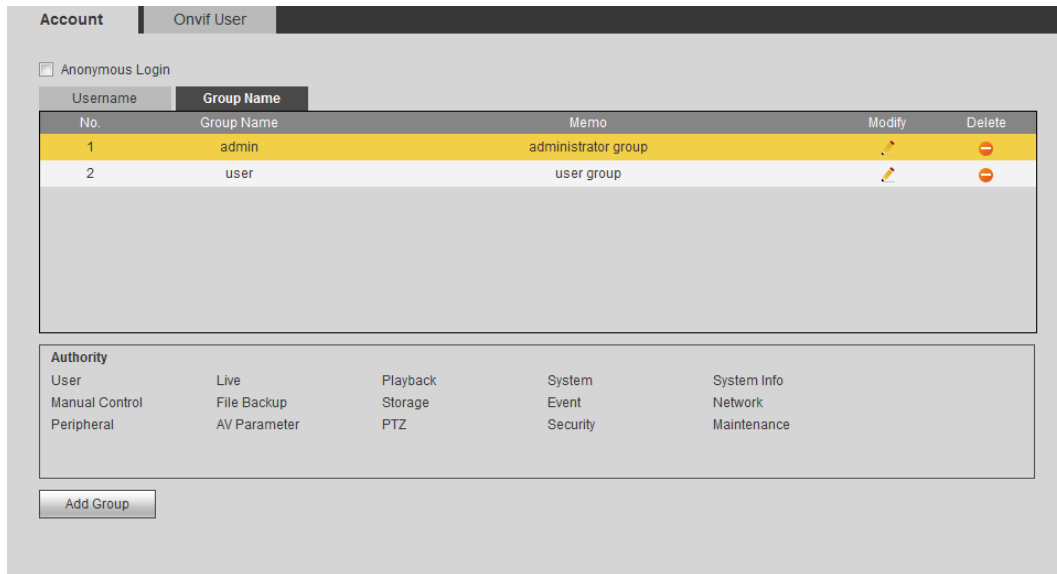 Account Onvif User
Anonymous Login
Username Group Name
No. Group Name Memo Modify Delete
1 admin administrator group
2 user user group
Authority
User Live Playback System System Info
Manual Control File Backup Storage Event Network
Peripheral AV Parameter PTZ Security Maintenance
Add Group